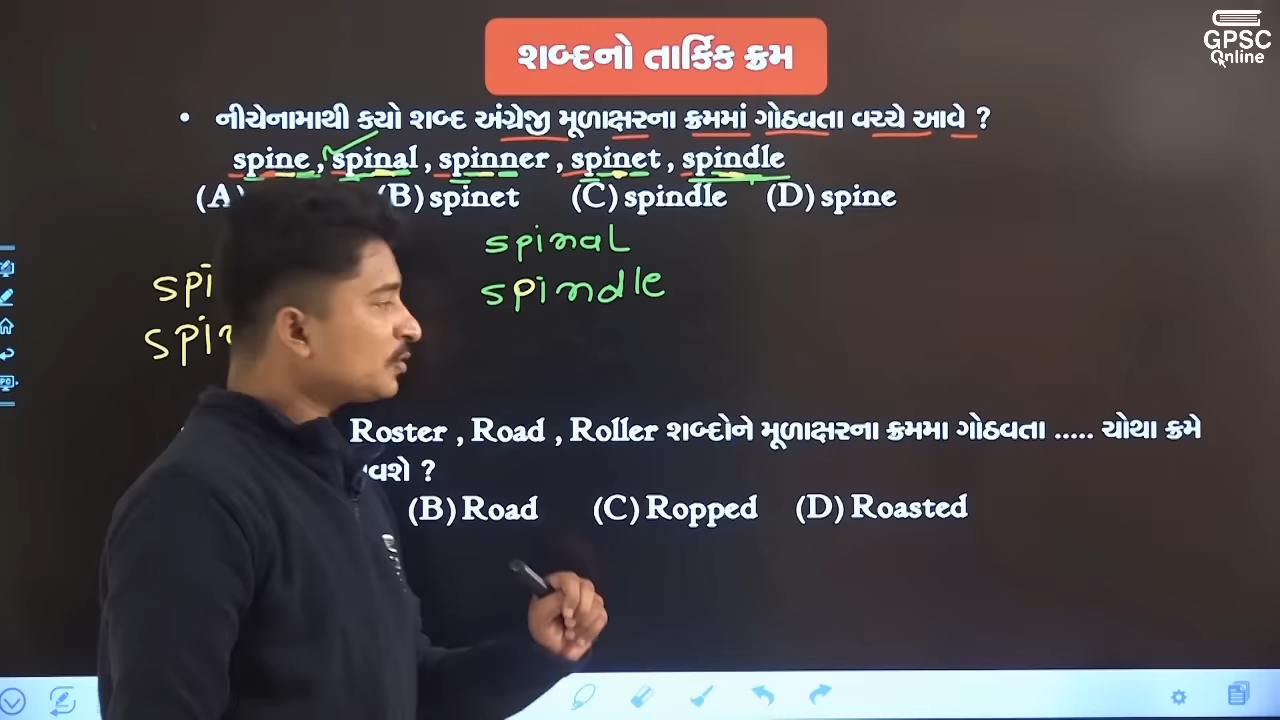 GPSC
Online
શબ્દનો તાર્કિક ક્રમ
• નીચેનામાથી કયો શબ્દ અંગ્રેજી મૂળાક્ષરના ક્રમમાં ગોઠવતા વચ્ચે આવે ?
spine , spinal , spinner , spinet , spindle
(A) (B) spinet (C) spindle (D) spine
spinal
spindle
Roster , Road , Roller શબ્દોને મૂળાક્ષરના ક્રમમા ગોઠવતા ..... ચોથા ક્રમે
?
(B) Road (C) Ropped (D) Roasted